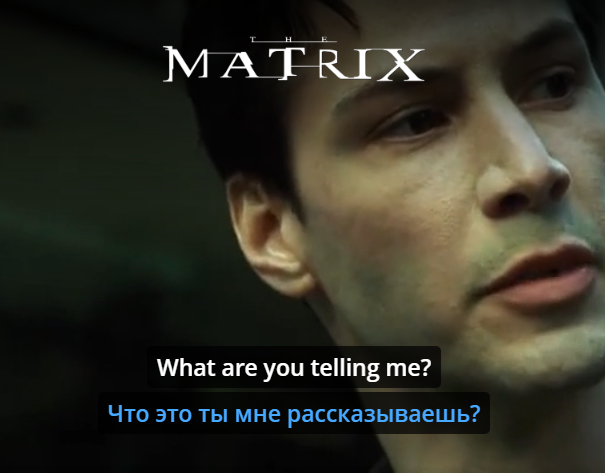 THE
MATRIX
What are you telling me?
Что это ты мне рассказываешь?